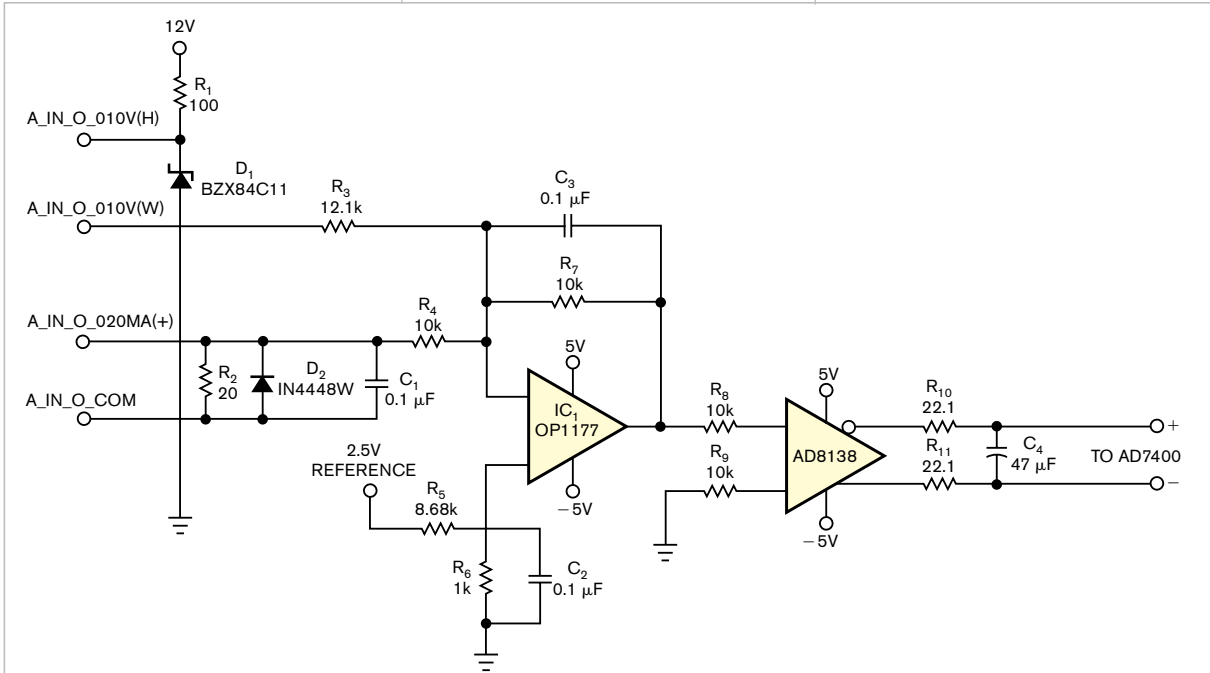 12V
R1
100
A_IN_O_010V(H)
D1
BZX84C11
A_IN_O_010V(W)
R3
12.1k
C3
0.1 μF
R7
10k
A_IN_O_020MA(+)
R4
10k
R2
20
D2
IN4448W
C1
0.1 μF
A_IN_O_COM
5V
IC1
OP1177
−5V
2.5V
REFERENCE
R5
8.68k
R6
1k
C2
0.1 μF
R8
10k
R9
10k
5V
AD8138
−5V
R10
22.1
R11
22.1
C4
47 μF
+
TO AD7400
−